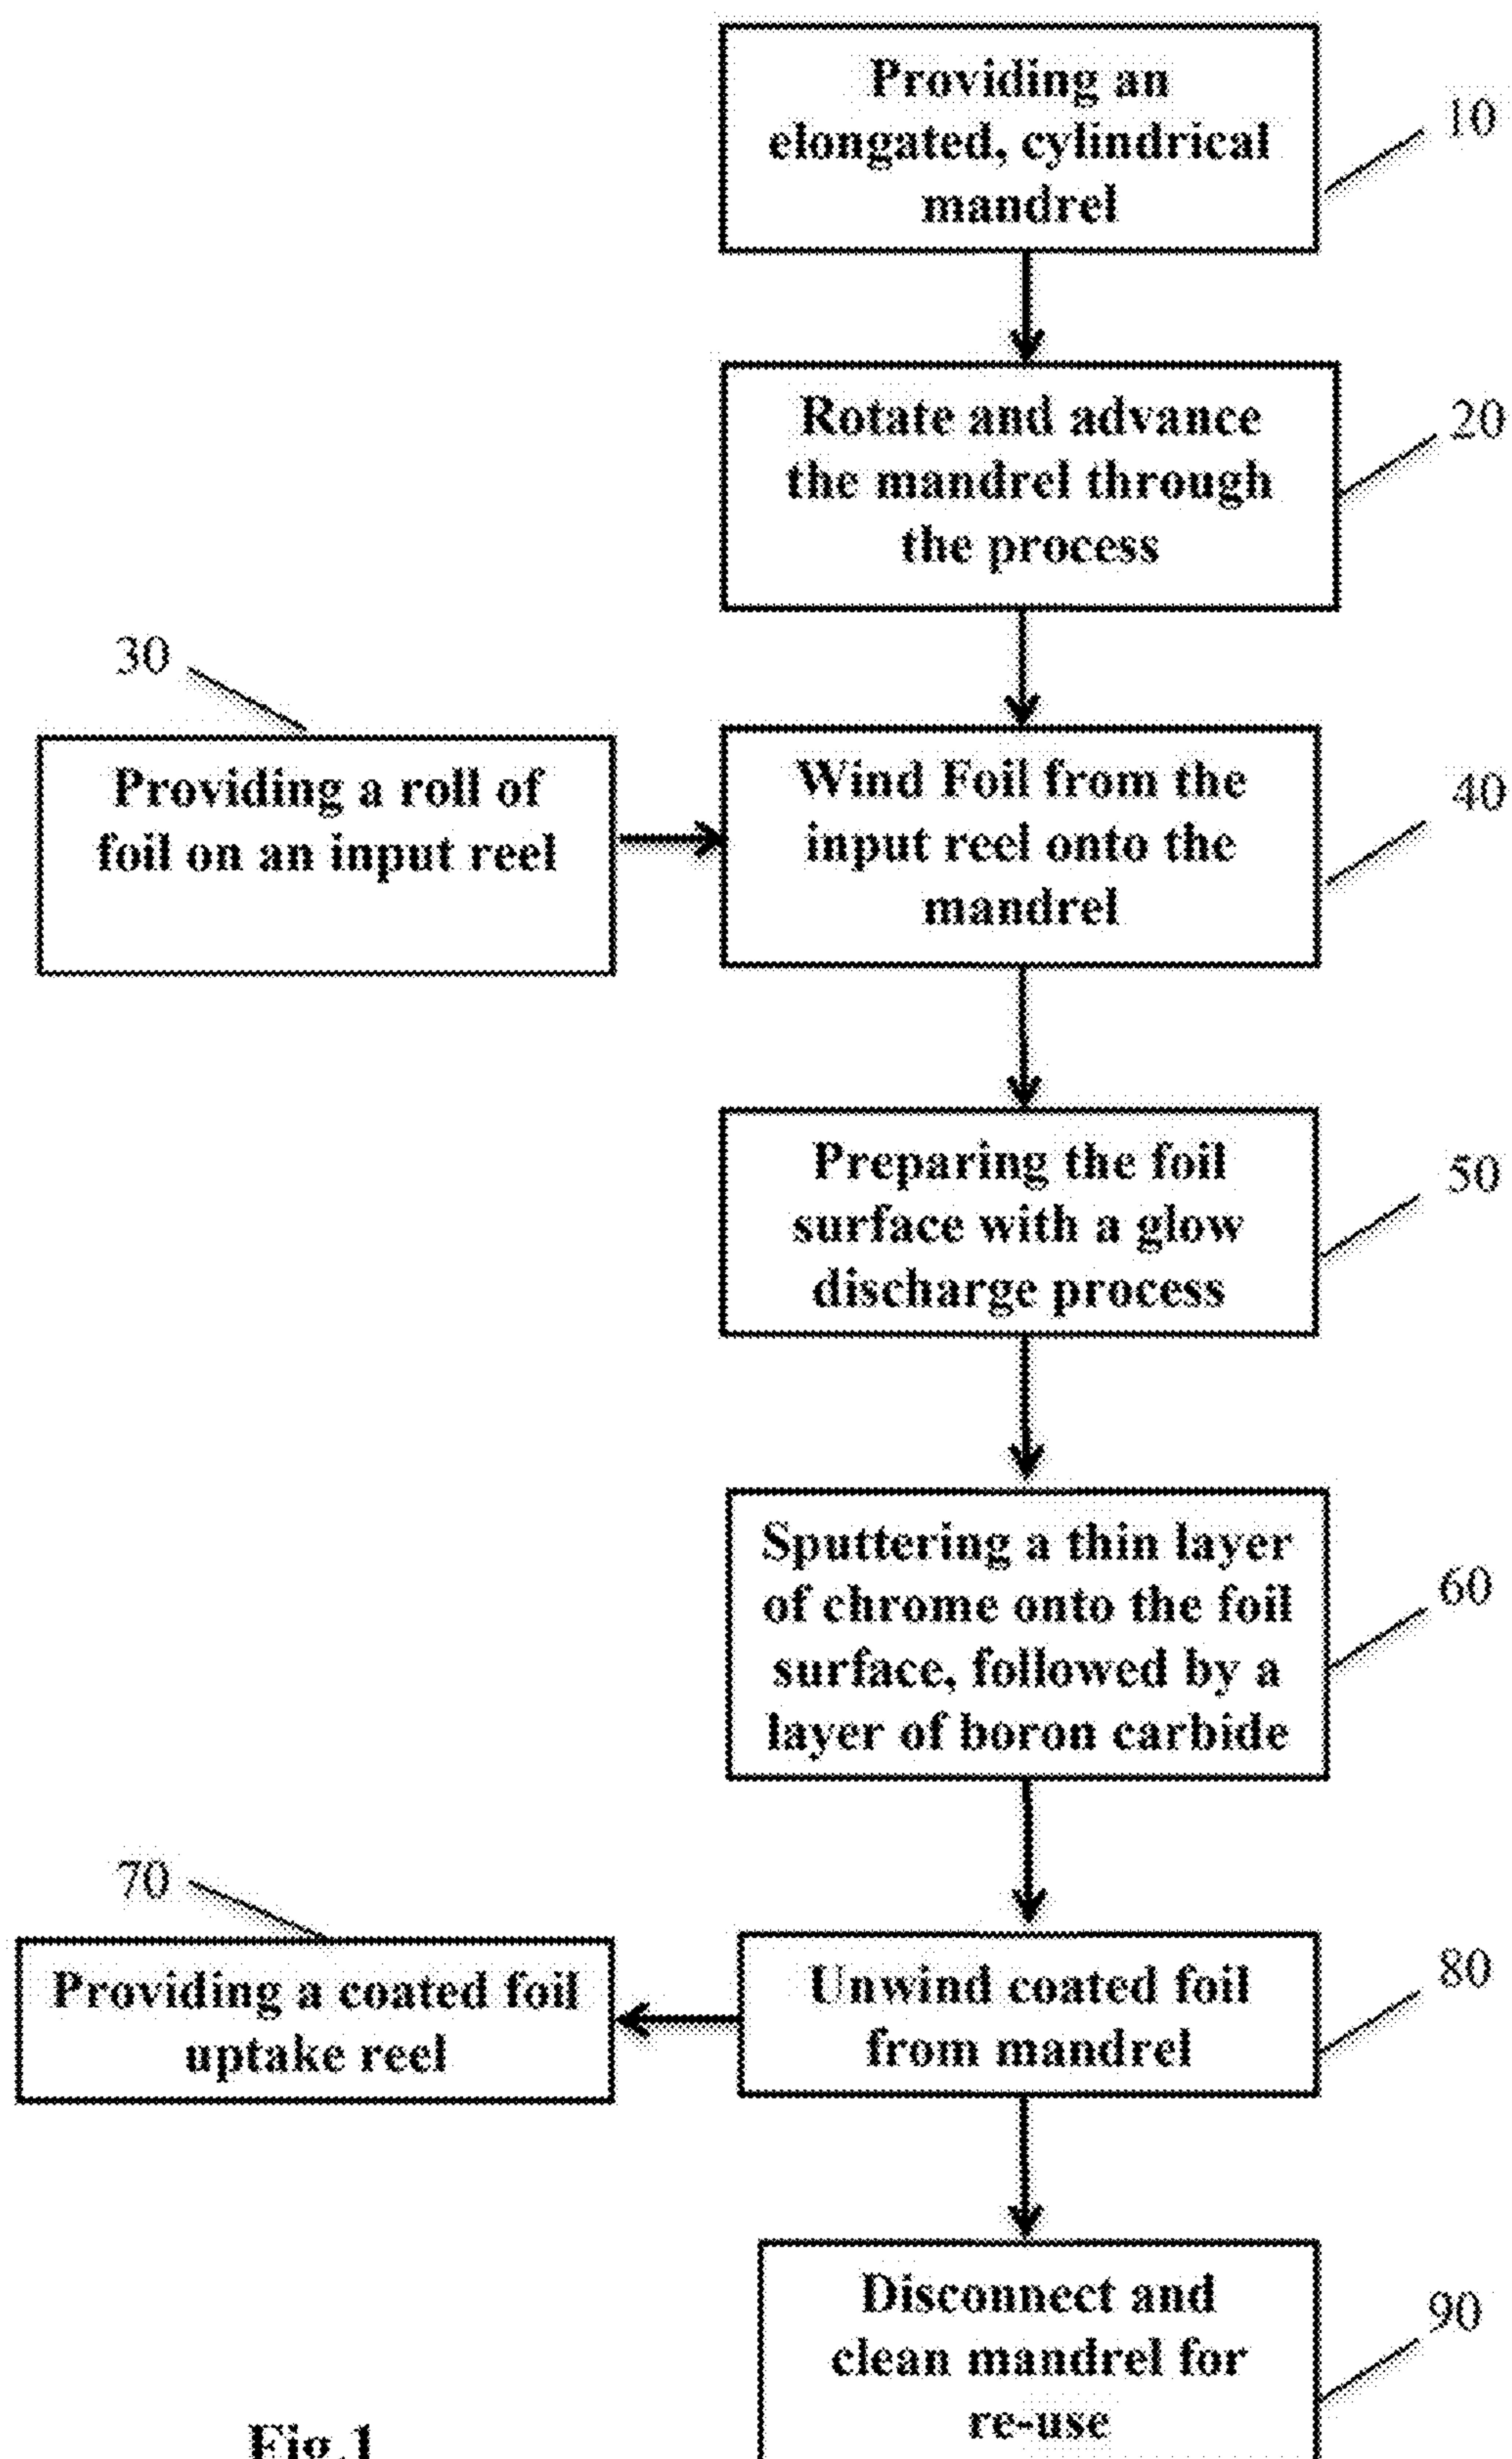 Providing an
elongated, cylindrical
mandrel
10
Rotate and advance
the mandrel through
the process
20
30
Providing a roll of
foil on an input reel
Wind Foil from the
input reel onto the
mandrel
40
Preparing the foil
surface with a glow
discharge process
50
Sputtering a thin layer
of chrome onto the foil
surface, followed by a
layer of boron carbide
60
70
Providing a coated foil
uptake reel
Unwind coated foil
from mandrel
80
Disconnect and
clean mandrel for
re-use
90
Fig.1